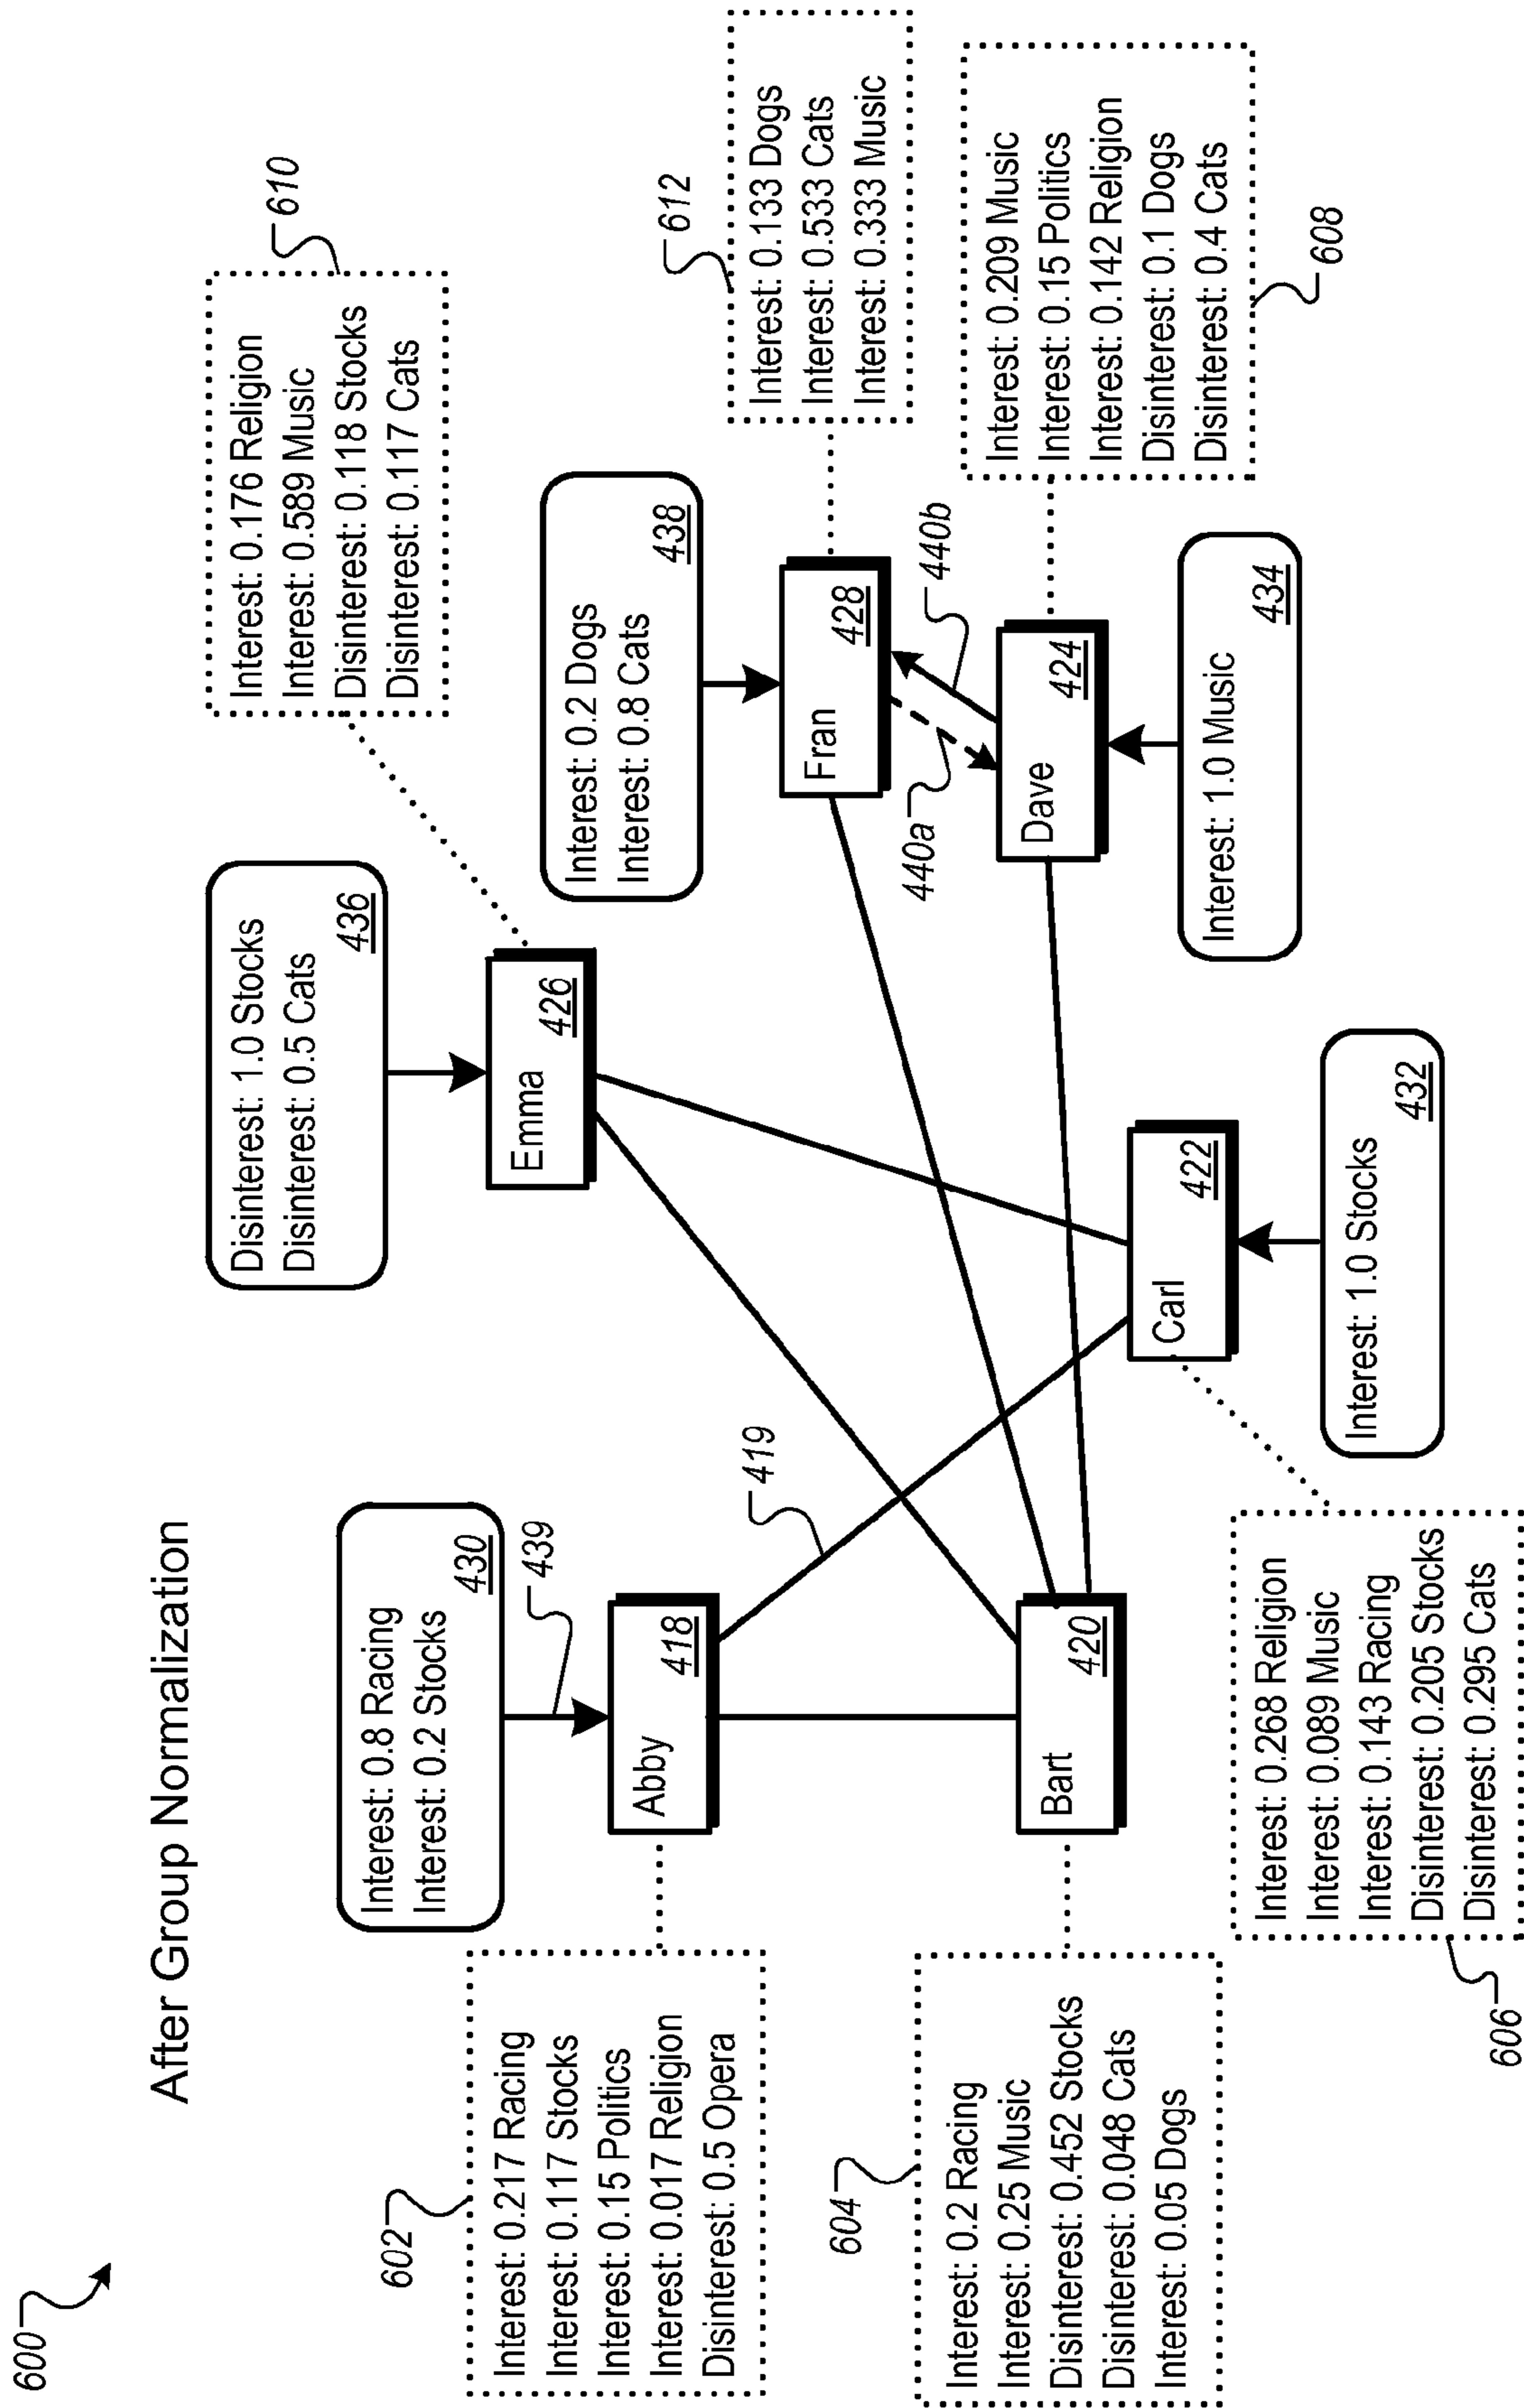 After Group Normalization
600
Disinterest: 1.0 Stocks
Disinterest: 0.5 Cats
436
Interest: 0.176 Religion
Interest: 0.589 Music
Disinterest: 0.118 Stocks
Disinterest: 0.117 Cats
610
Interest: 0.8 Racing
Interest: 0.2 Stocks
430
439
602
Interest: 0.217 Racing
Interest: 0.117 Stocks
Interest: 0.15 Politics
Interest: 0.017 Religion
Disinterest: 0.5 Opera
Abby
418
Emma
426
Interest: 0.2 Dogs
Interest: 0.8 Cats
438
612
Interest: 0.133 Dogs
Interest: 0.533 Cats
Interest: 0.333 Music
419
Fran
428
440a
440b
604
Interest: 0.2 Racing
Interest: 0.25 Music
Disinterest: 0.452 Stocks
Disinterest: 0.048 Cats
Interest: 0.05 Dogs
Bart
420
Dave
424
Interest: 0.209 Music
Interest: 0.15 Politics
Interest: 0.142 Religion
Disinterest: 0.1 Dogs
Disinterest: 0.4 Cats
608
Carl
422
Interest: 1.0 Music
434
Interest: 0.268 Religion
Interest: 0.089 Music
Interest: 0.143 Racing
Disinterest: 0.205 Stocks
Disinterest: 0.295 Cats
606
Interest: 1.0 Stocks
432